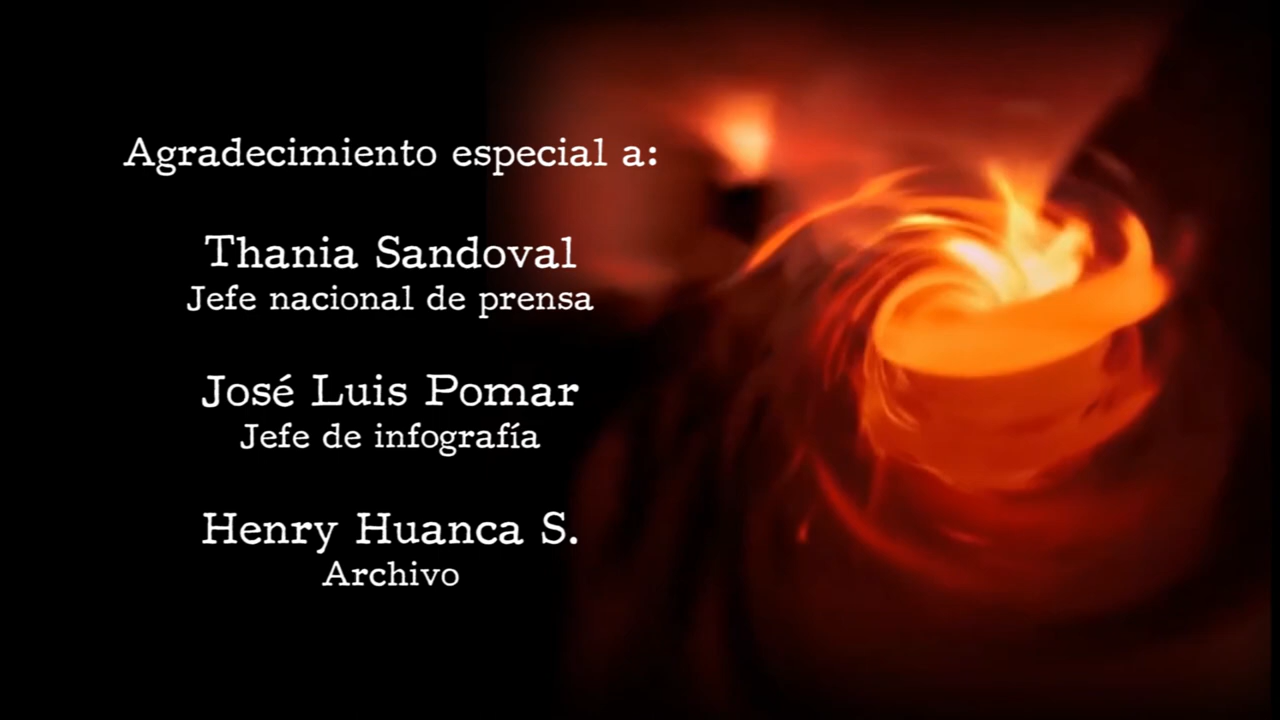 Agradecimiento especial a:
Thania Sandoval
Jefe nacional de prensa
José Luis Pomar
Jefe de infografía
Henry Huanca S.
Archivo